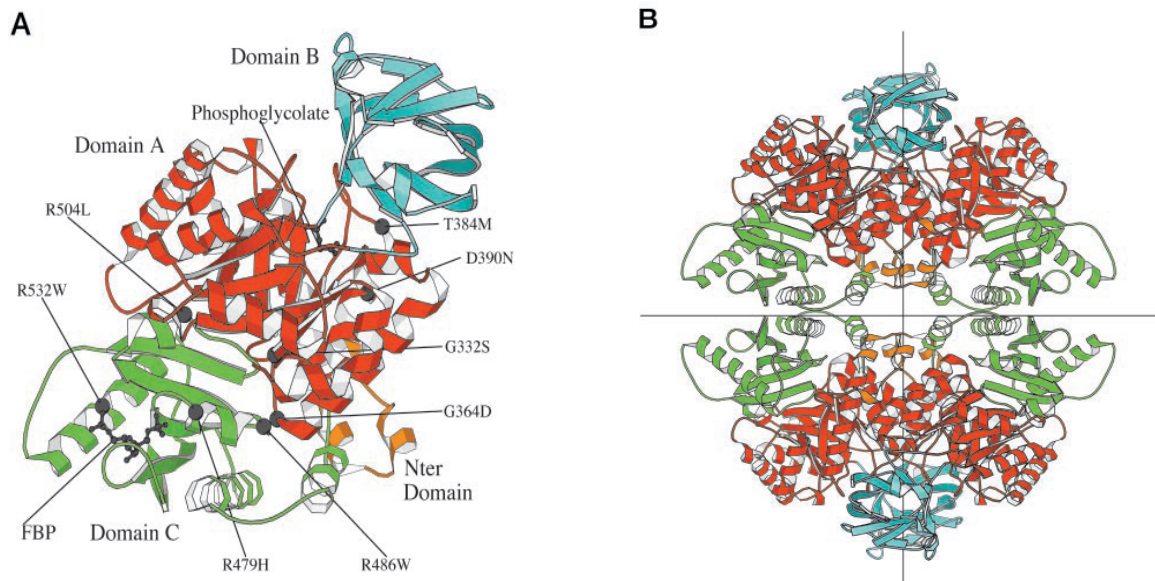 A
B
Domain B
Phosphoglycolate
Domain A
R504L
T384M
D390N
R532W
G332S
G364D
Nter
Domain
FBP
Domain C
R479H
R486W